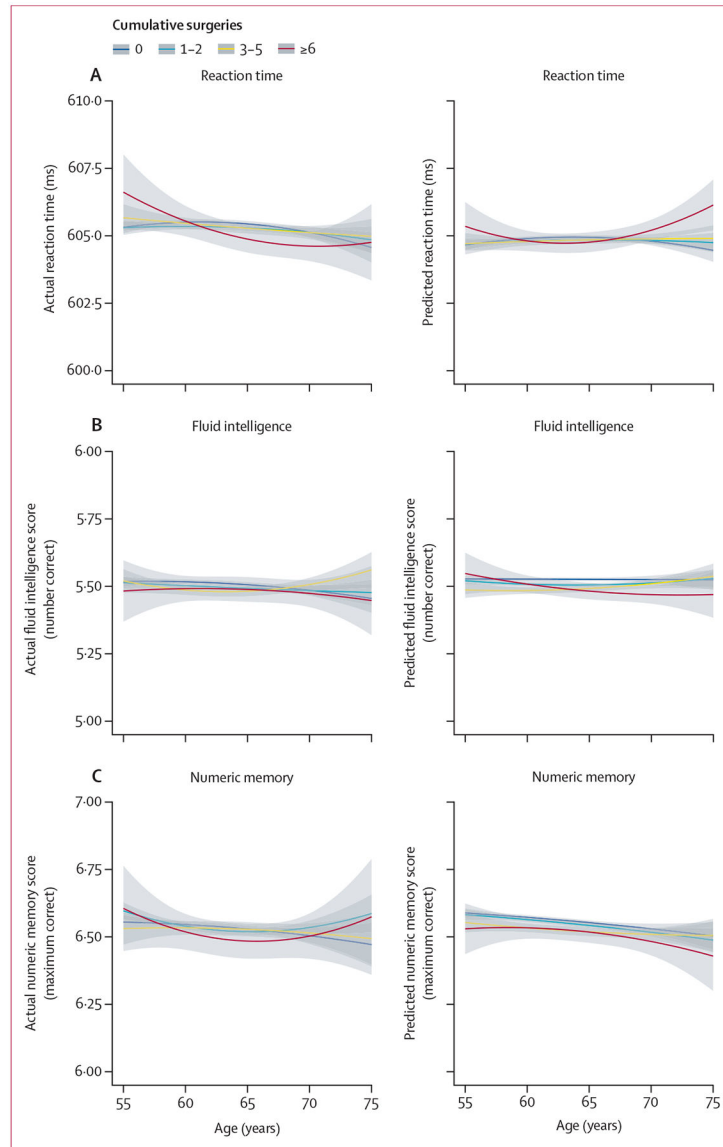 Cumulative surgeries
0 1–2 3–5 ≥6
A
Reaction time
Reaction time
Actual reaction time (ms)
610·0
607·5
605·0
602·5
600·0
Predicted reaction time (ms)
B
Fluid intelligence
Fluid intelligence
Actual fluid intelligence score
(number correct)
6·00
5·75
5·50
5·25
5·00
Predicted fluid intelligence score
(number correct)
C
Numeric memory
Numeric memory
Actual numeric memory score
(maximum correct)
7·00
6·75
6·50
6·25
6·00
55 60 65 70 75
Age (years)
Predicted numeric memory score
(maximum correct)
55 60 65 70 75
Age (years)